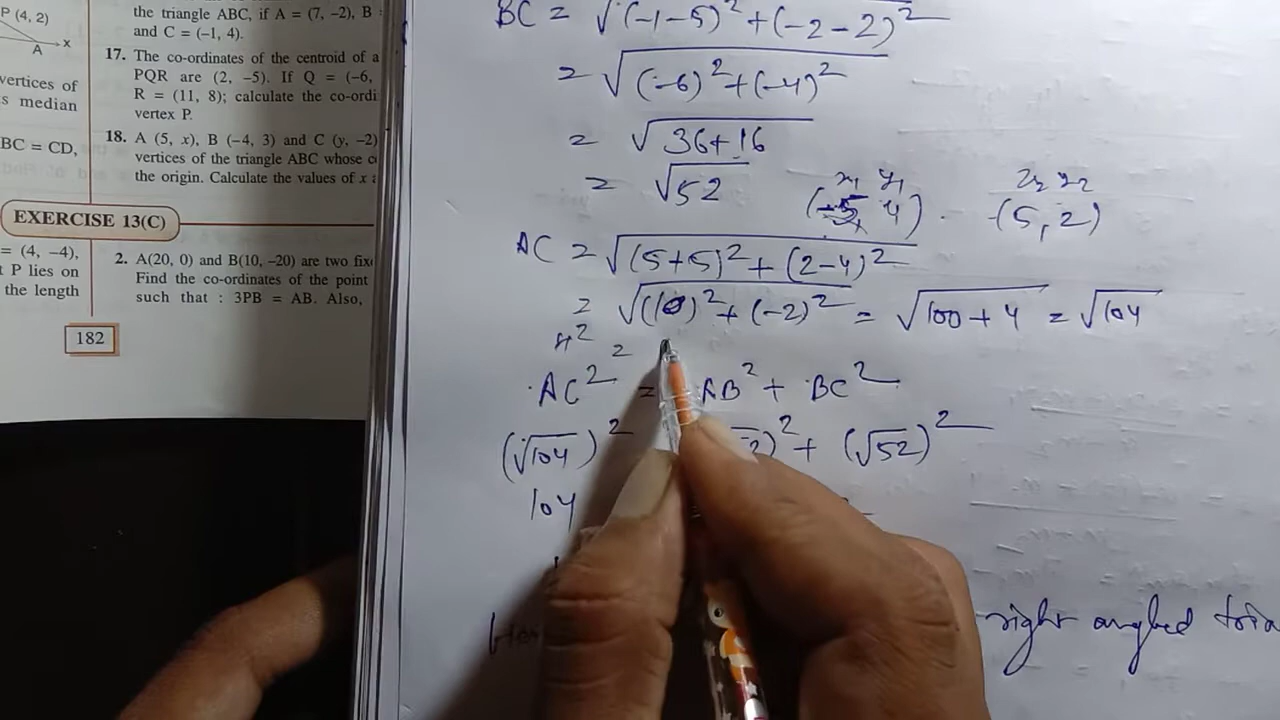 P (4, 2)
A x
vertices of
s median
BC = CD,
the triangle ABC, if A = (7, –2), B
and C = (–1, 4).
17. The co-ordinates of the centroid of a
PQR are (2, –5). If Q = (–6,
R = (11, 8); calculate the co-ordi
vertex P.
18. A (5, x), B (–4, 3) and C (y, –2)
vertices of the triangle ABC whose
the origin. Calculate the values of x
EXERCISE 13(C)
= (4, –4),
P lies on
the length
2. A(20, 0) and B(10, –20) are two fixe
Find the co-ordinates of the point
such that : 3PB = AB. Also,
182
BC = √(-1-5)² + (-2-2)²
= √(-6)² + (-4)²
= √36+16
= √52
x₁ y₁
x₂ y₂
(-5, 4) . (5, 2)
AC = √(5+5)² + (2-4)²
= √(10)² + (-2)² = √100 + 4 = √104
AC² = AB² + BC²
(√104)² )² + (√52)²
104
right angled tria